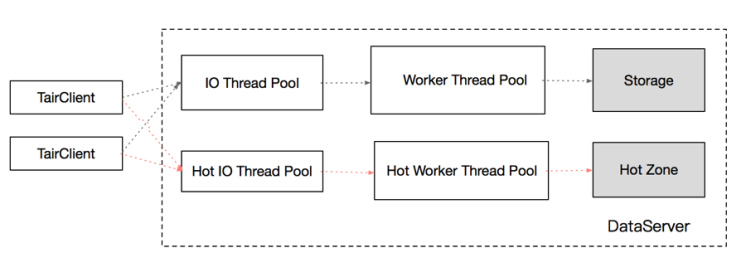 IO Thread Pool
Worker Thread Pool
Storage
TairClient
TairClient
Hot IO Thread Pool
Hot Worker Thread Pool
Hot Zone
DataServer